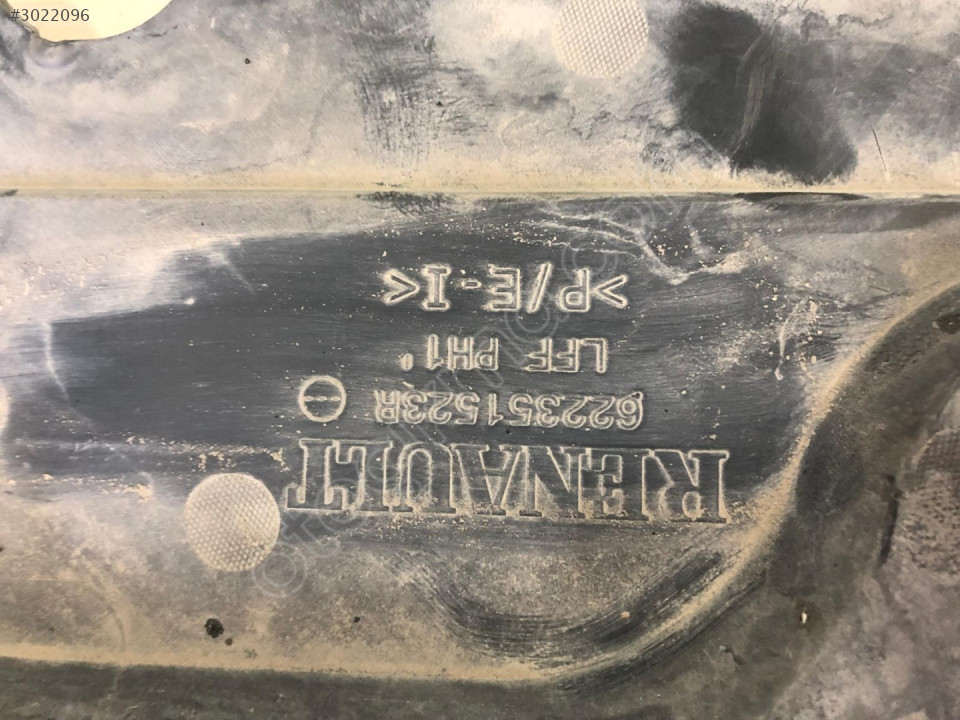 #3022096
RENAULT
622351523R
LFF PH1
>P/E-I<